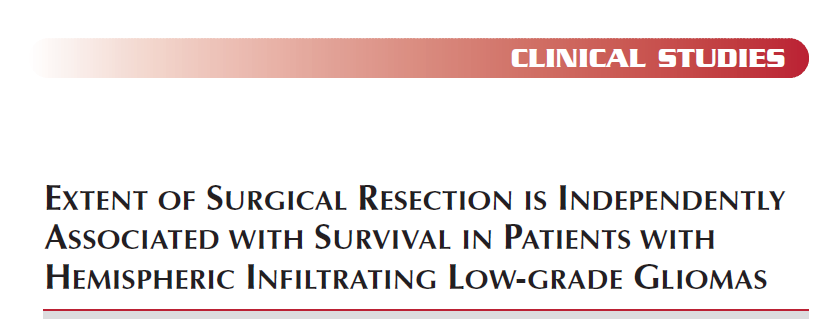 CLINICAL STUDIES
EXTENT OF SURGICAL RESECTION IS INDEPENDENTLY
ASSOCIATED WITH SURVIVAL IN PATIENTS WITH
HEMISPHERIC INFILTRATING LOW-GRADE GLIOMAS